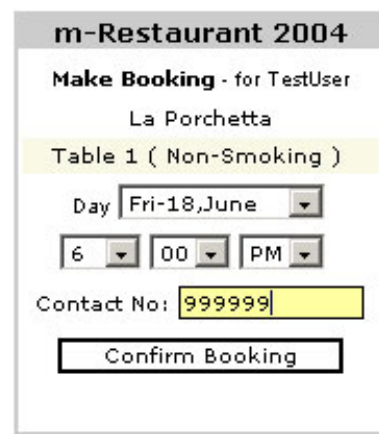 m-Restaurant 2004
Make Booking - for TestUser
La Porchetta
Table 1 ( Non-Smoking )
Day Fri-18,June
6 00 PM
Contact No: 999999
Confirm Booking